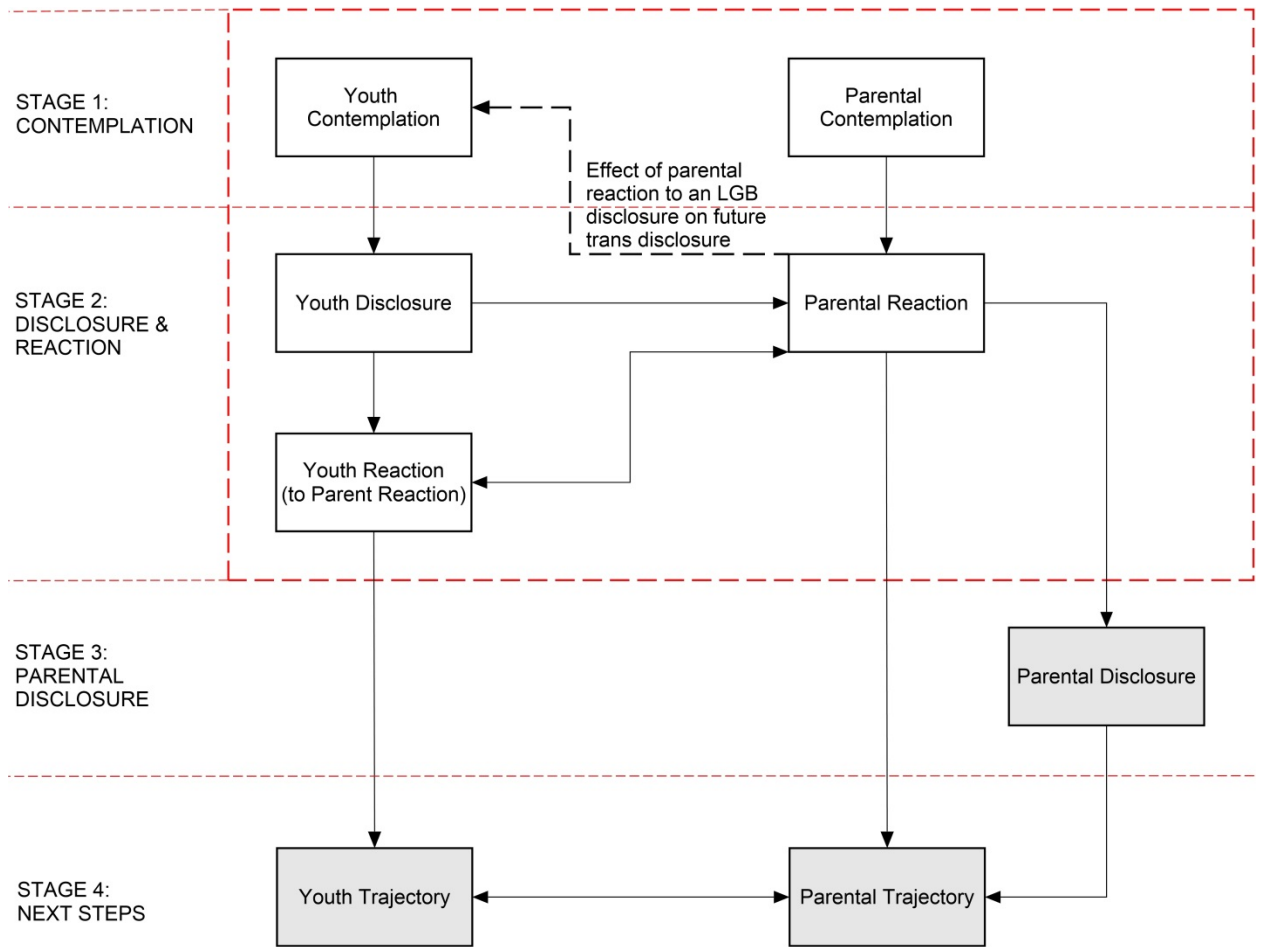 STAGE 1:
CONTEMPLATION
Youth
Contemplation
Parental
Contemplation
Effect of parental
reaction to an LGB
disclosure on future
trans disclosure
STAGE 2:
DISCLOSURE &
REACTION
Youth Disclosure
Parental Reaction
Youth Reaction
(to Parent Reaction)
STAGE 3:
PARENTAL
DISCLOSURE
Parental Disclosure
STAGE 4:
NEXT STEPS
Youth Trajectory
Parental Trajectory